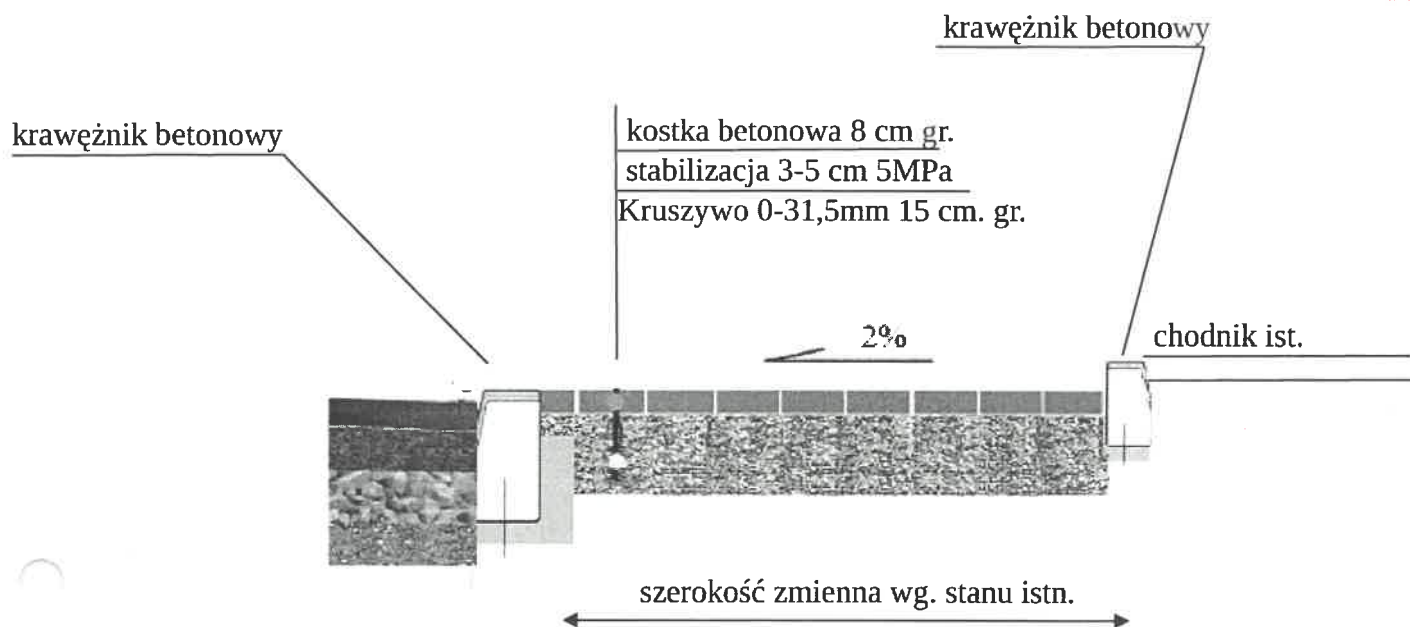 krawężnik betonowy
krawężnik betonowy
kostka betonowa 8 cm gr.
stabilizacja 3-5 cm 5MPa
Kruszywo 0-31,5mm 15 cm. gr.
2%
chodnik ist.
szerokość zmienna wg. stanu istn.